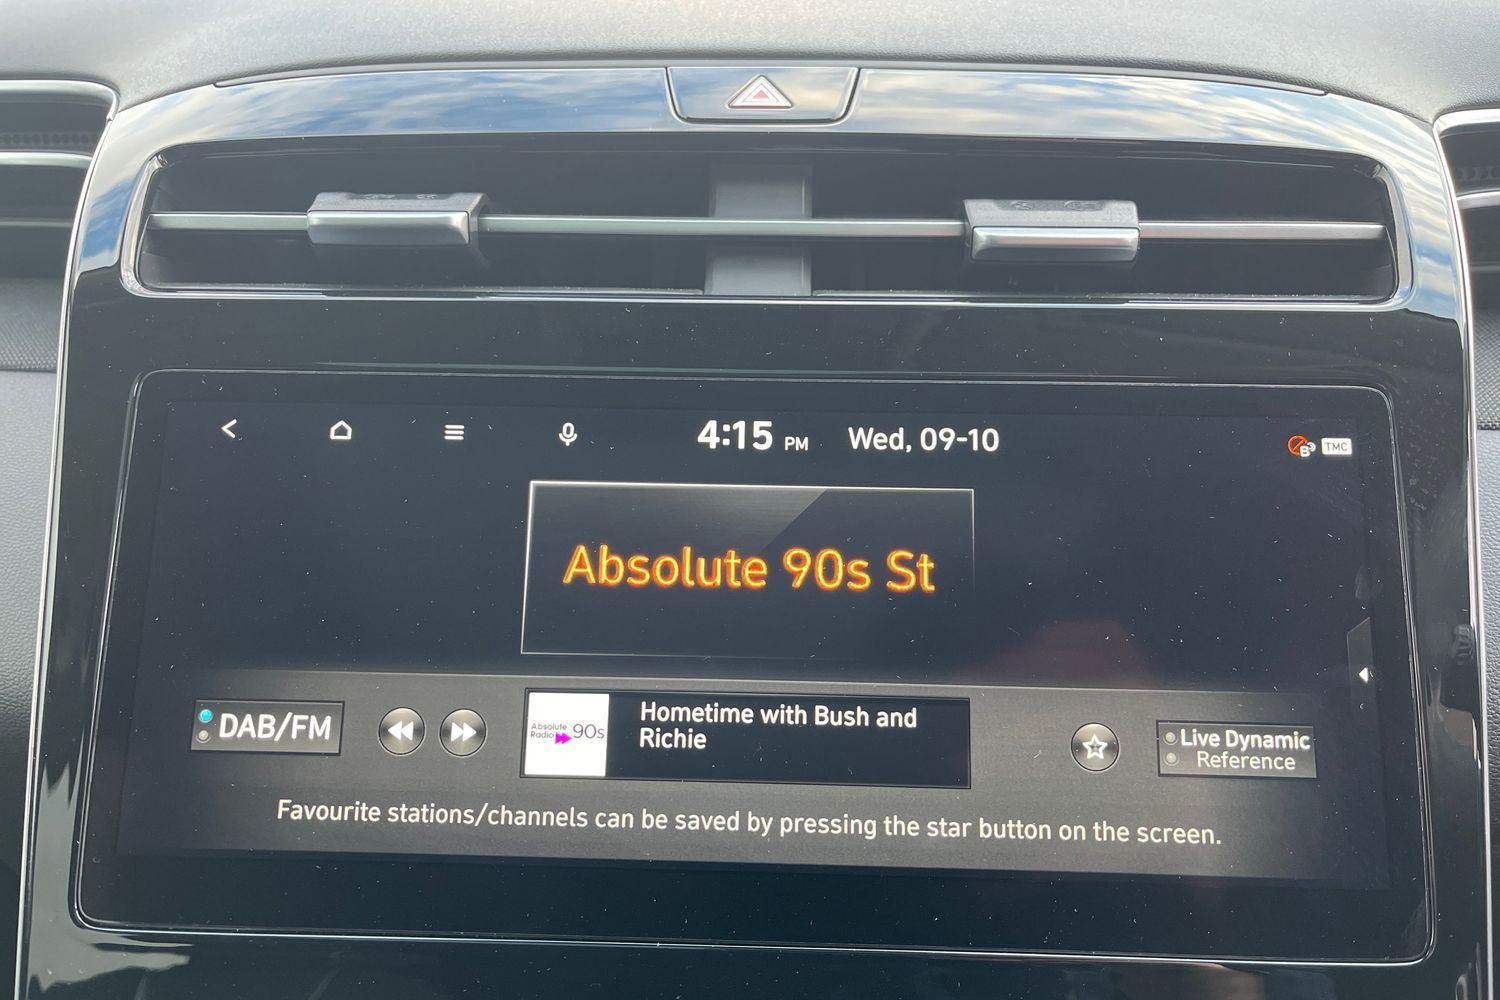 4:15 PM Wed, 09-10
B
TMC
Absolute 90s St
DAB/FM
Absolute
Radio 90s
Hometime with Bush and
Richie
Live Dynamic
Reference
Favourite stations/channels can be saved by pressing the star button on the screen.